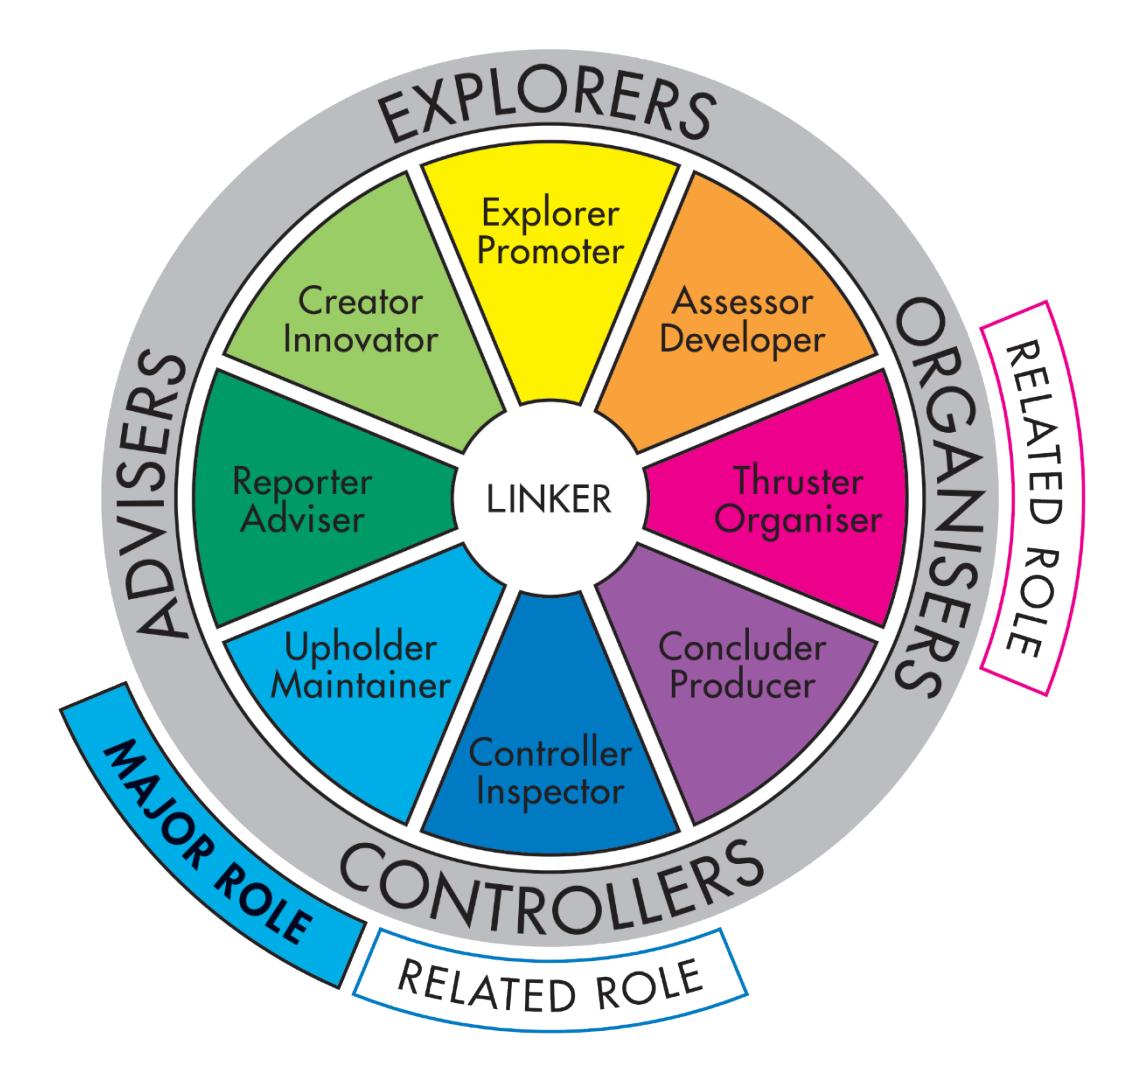 EXPLORERS
Explorer
Promoter
Creator
Innovator
Assessor
Developer
ORGANISERS
RELATED ROLE
ADVISERS
Reporter
Adviser
LINKER
Thruster
Organiser
Upholder
Maintainer
Concluder
Producer
Controller
Inspector
MAJOR ROLE
CONTROLLERS
RELATED ROLE